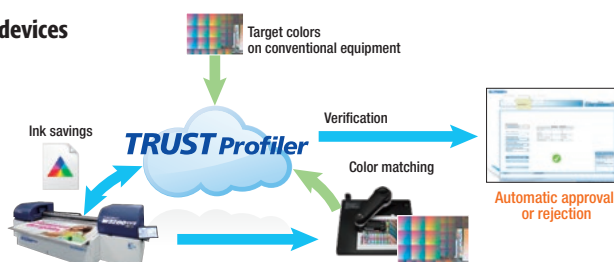 devices
Target colors
on conventional equipment
Ink savings
TRUST Profiler
Verification
Color matching
Automatic approval
or rejection